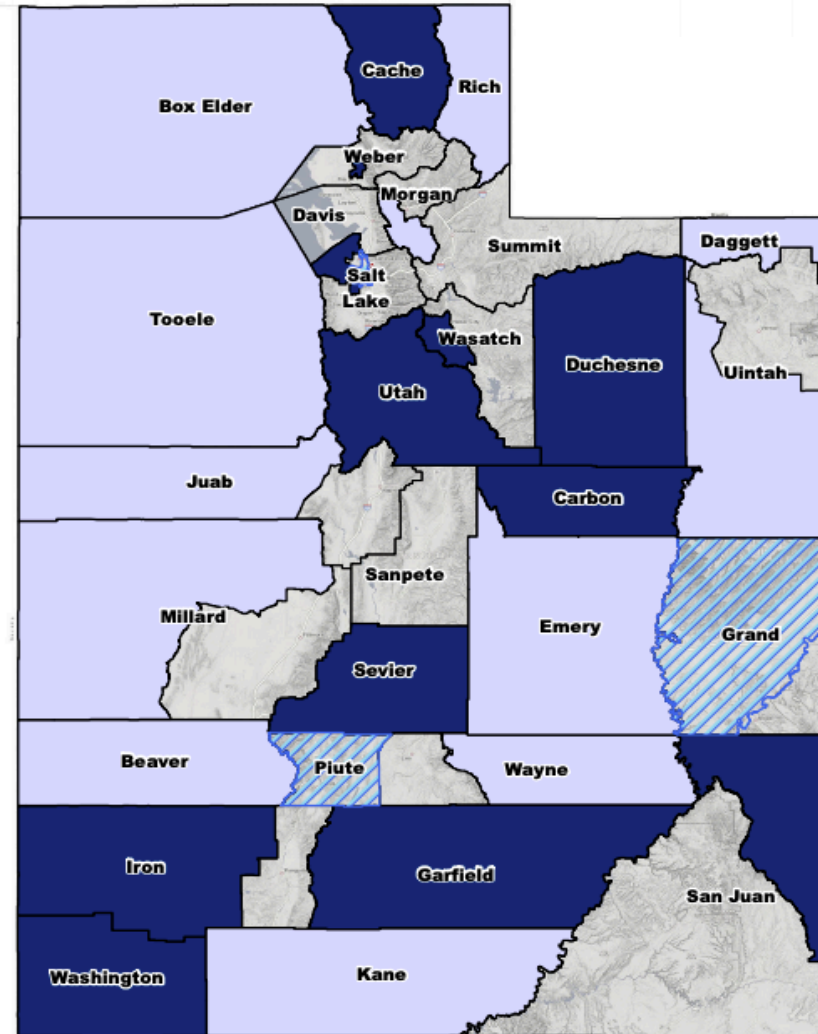 Cache
Rich
Box Elder
Weber
Morgan
Davis
Summit
Daggett
Salt
Lake
Tooele
Wasatch
Duchesne
Uintah
Utah
Juab
Carbon
Sanpete
Millard
Emery
Grand
Sevier
Beaver
Piute
Wayne
Iron
Garfield
San Juan
Washington
Kane